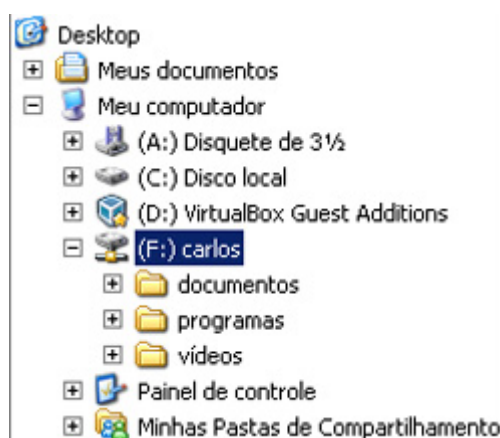 Desktop
Meus documentos
Meu computador
(A:) Disquete de 3½
(C:) Disco local
(D:) VirtualBox Guest Additions
(F:) carlos
documentos
programas
vídeos
Painel de controle
Minhas Pastas de Compartilhamento